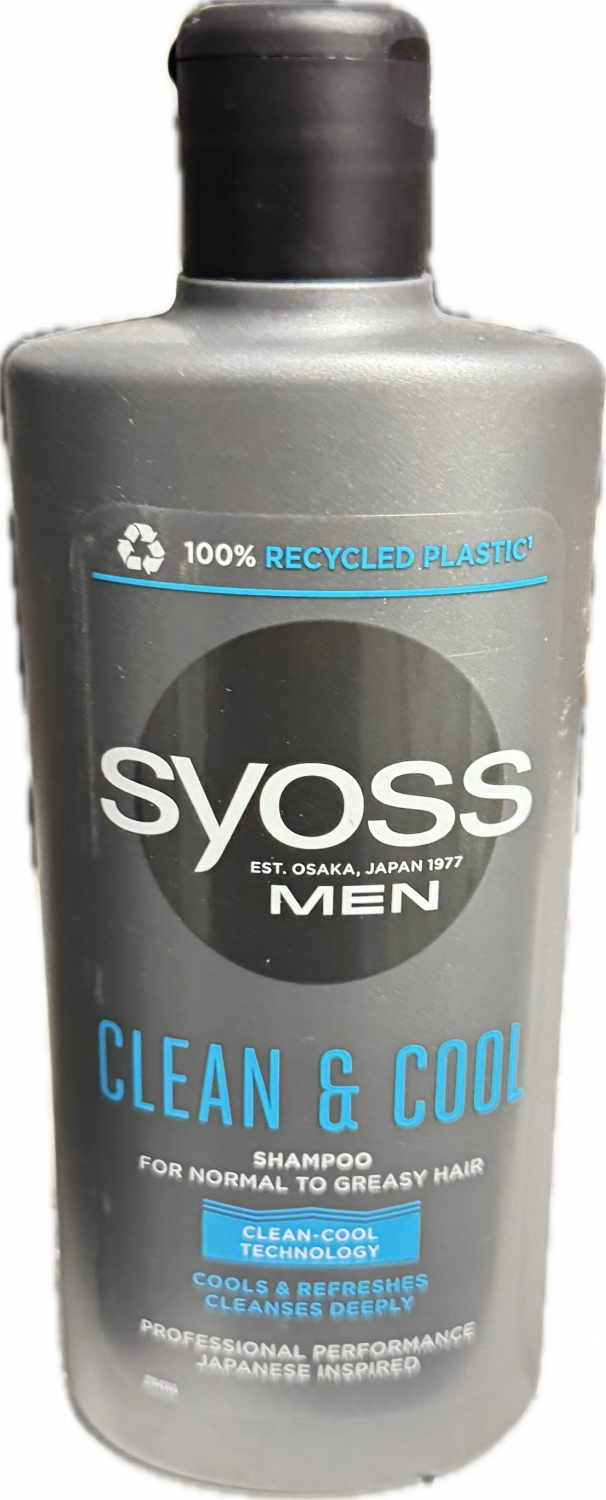 100% RECYCLED PLASTIC¹
syoss
EST. OSAKA, JAPAN 1977
MEN
CLEAN & COOL
SHAMPOO
FOR NORMAL TO GREASY HAIR
CLEAN-COOL
TECHNOLOGY
COOLS & REFRESHES
CLEANSES DEEPLY
PROFESSIONAL PERFORMANCE
JAPANESE INSPIRED